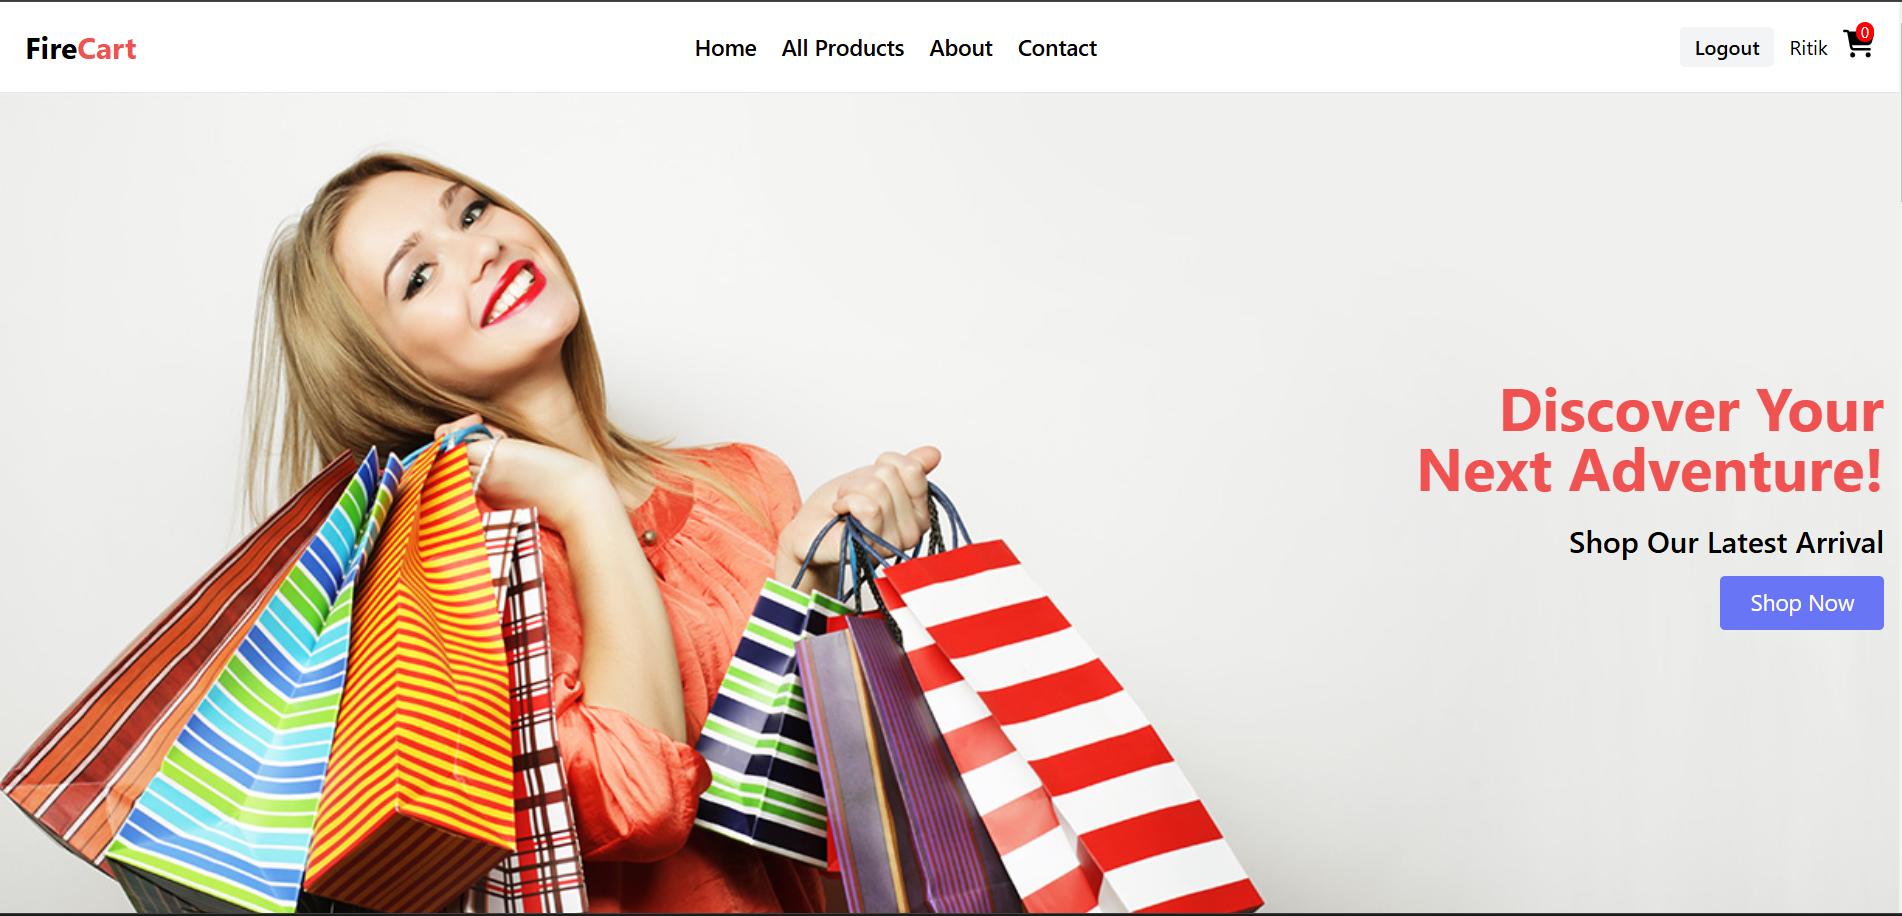 FireCart
Home All Products About Contact
Logout Ritik 0
Discover Your
Next Adventure!
Shop Our Latest Arrival
Shop Now